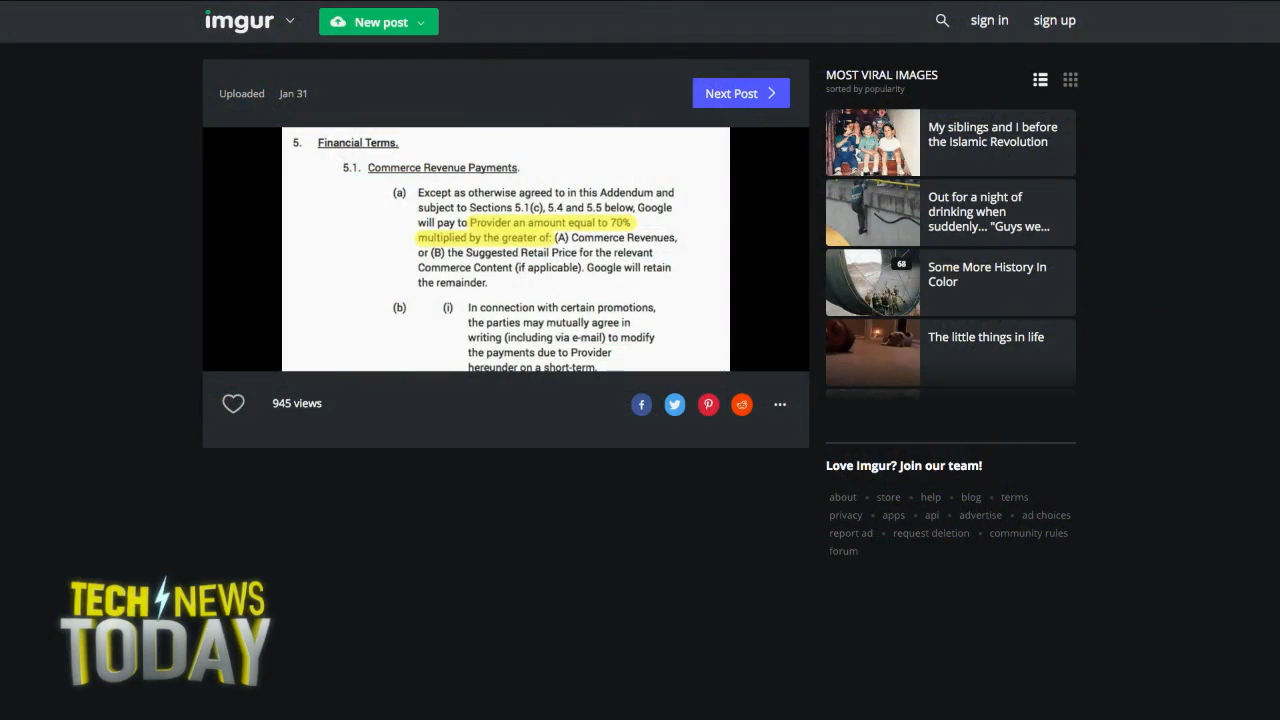 imgur
New post
sign in
sign up
Uploaded Jan 31
Next Post
5. Financial Terms.
5.1. Commerce Revenue Payments.
(a) Except as otherwise agreed to in this Addendum and
subject to Sections 5.1(c), 5.4 and 5.5 below, Google
will pay to Provider an amount equal to 70%
multiplied by the greater of: (A) Commerce Revenues,
or (B) the Suggested Retail Price for the relevant
Commerce Content (if applicable). Google will retain
the remainder.
(b) (i) In connection with certain promotions,
the parties may mutually agree in
writing (including via e-mail) to modify
the payments due to Provider
hereunder on a short-term,
945 views
MOST VIRAL IMAGES
sorted by popularity
My siblings and I before
the Islamic Revolution
Out for a night of
drinking when
suddenly... "Guys we...
68
Some More History In
Color
The little things in life
Love Imgur? Join our team!
about • store • help • blog • terms
privacy • apps • api • advertise • ad choices
report ad • request deletion • community rules
forum
TECH NEWS
TODAY